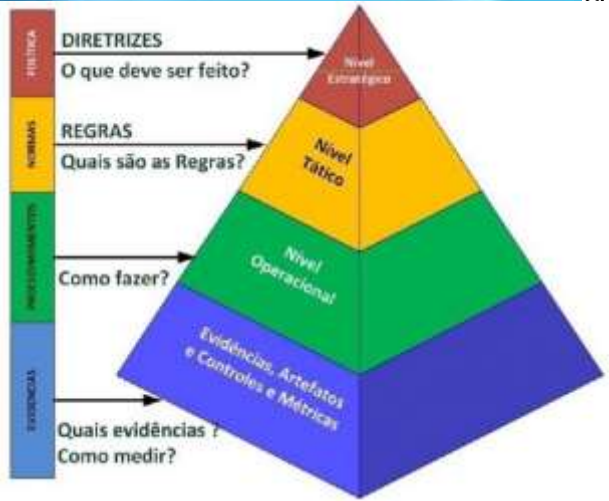 POLÍTICA
DIRETRIZES
O que deve ser feito?
Nível
Estratégico
NORMAS
REGRAS
Quais são as Regras?
Nível
Tático
PROCEDIMENTOS
Como fazer?
Nível
Operacional
EVIDENCIAS
Quais evidências ?
Como medir?
Evidências, Artefatos
e Controles e Métricas